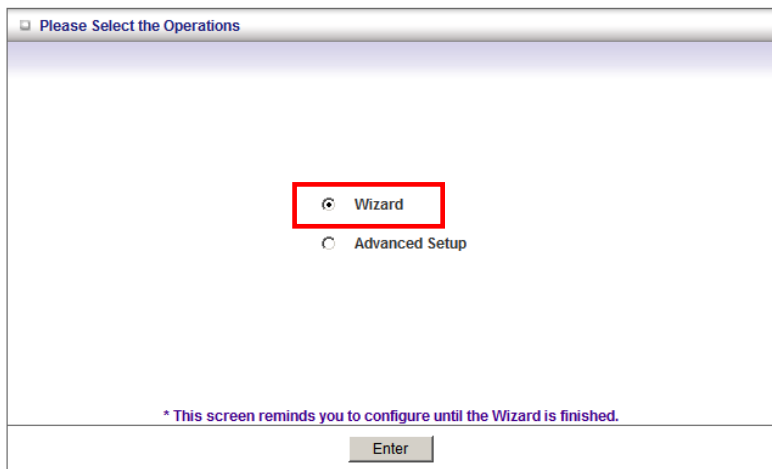 Please Select the Operations
Wizard
Advanced Setup
* This screen reminds you to configure until the Wizard is finished.
Enter